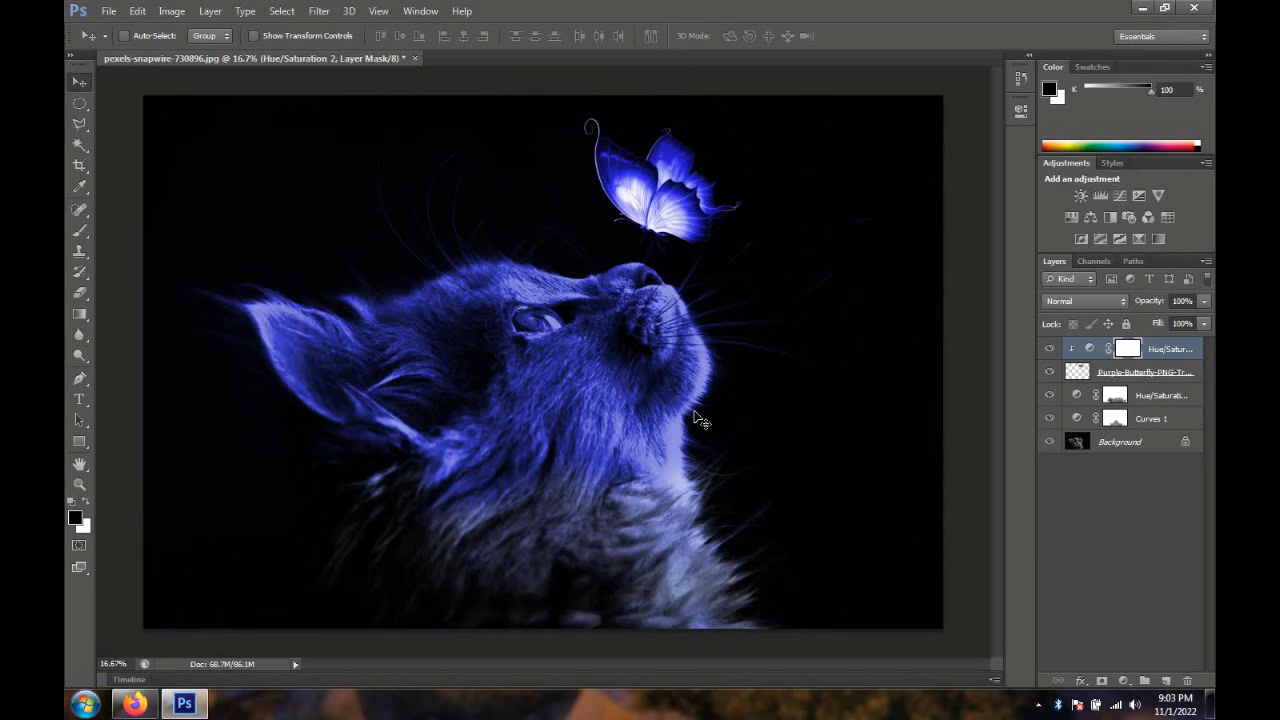 Ps File Edit Image Layer Type Select Filter 3D View Window Help
Auto-Select: Group Show Transform Controls 3D Mode: Essentials
pexels-snapwire-730896.jpg @ 16.7% (Hue/Saturation 2, Layer Mask/8) * ×
Color Swatches
K 100 %
Adjustments Styles
Add an adjustment
Layers Channels Paths
Kind
Normal Opacity: 100%
Lock: Fill: 100%
Hue/Satur...
Purple-Butterfly-PNG-Tr...
Hue/Saturati...
Curves 1
Background
16.67% Doc: 68.7M/86.1M
Timeline
Ps
9:03 PM
11/1/2022